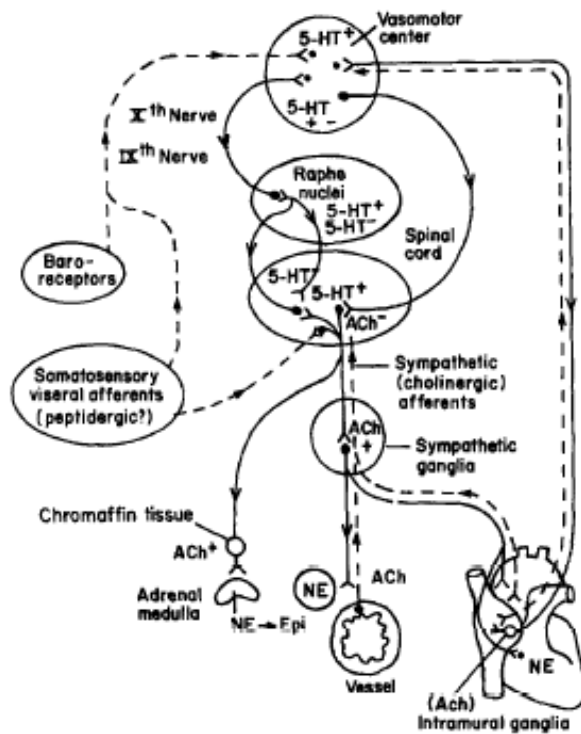 5-HT+
Vasomotor
center
5-HT
+ -
Xth Nerve
IXth Nerve
Raphe
nuclei
5-HT+
5-HT-
Spinal
cord
Baro-
receptors
5-HT-
5-HT+
ACh-
Somatosensory
viseral afferents
(peptidergic?)
Sympathetic
(cholinergic)
afferents
ACh
+
Sympathetic
ganglia
Chromaffin tissue
ACh+
Adrenal
medulla
NE→Epi
NE
ACh
Vessel
NE
(Ach)
Intramural ganglia